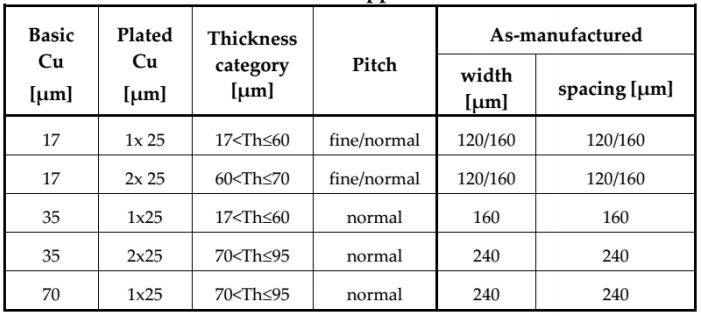 Basic Cu [µm] Plated Cu [µm] Thickness category [µm] Pitch As-manufactured
width [µm] spacing [µm]
17 1x 25 17<Th≤60 fine/normal 120/160 120/160
17 2x 25 60<Th≤70 fine/normal 120/160 120/160
35 1x25 17<Th≤60 normal 160 160
35 2x25 70<Th≤95 normal 240 240
70 1x25 70<Th≤95 normal 240 240